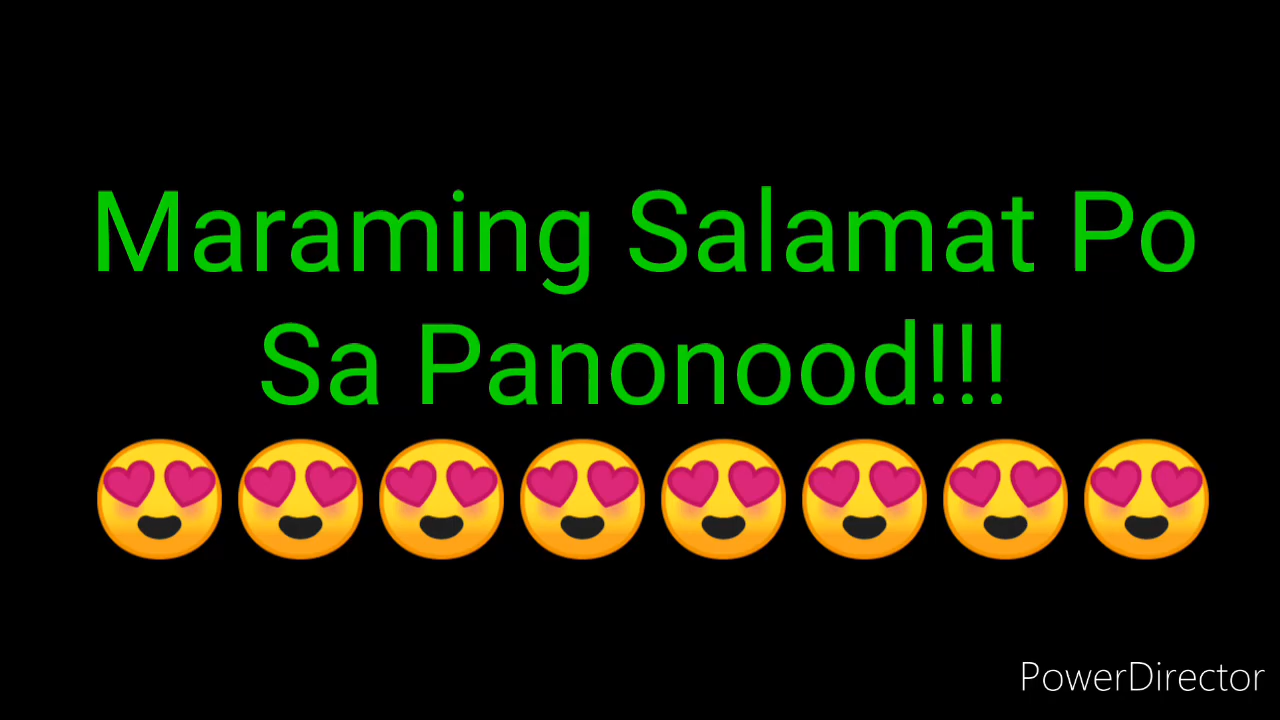 Maraming Salamat Po
Sa Panonood!!!
😍😍😍😍😍😍😍😍
PowerDirector